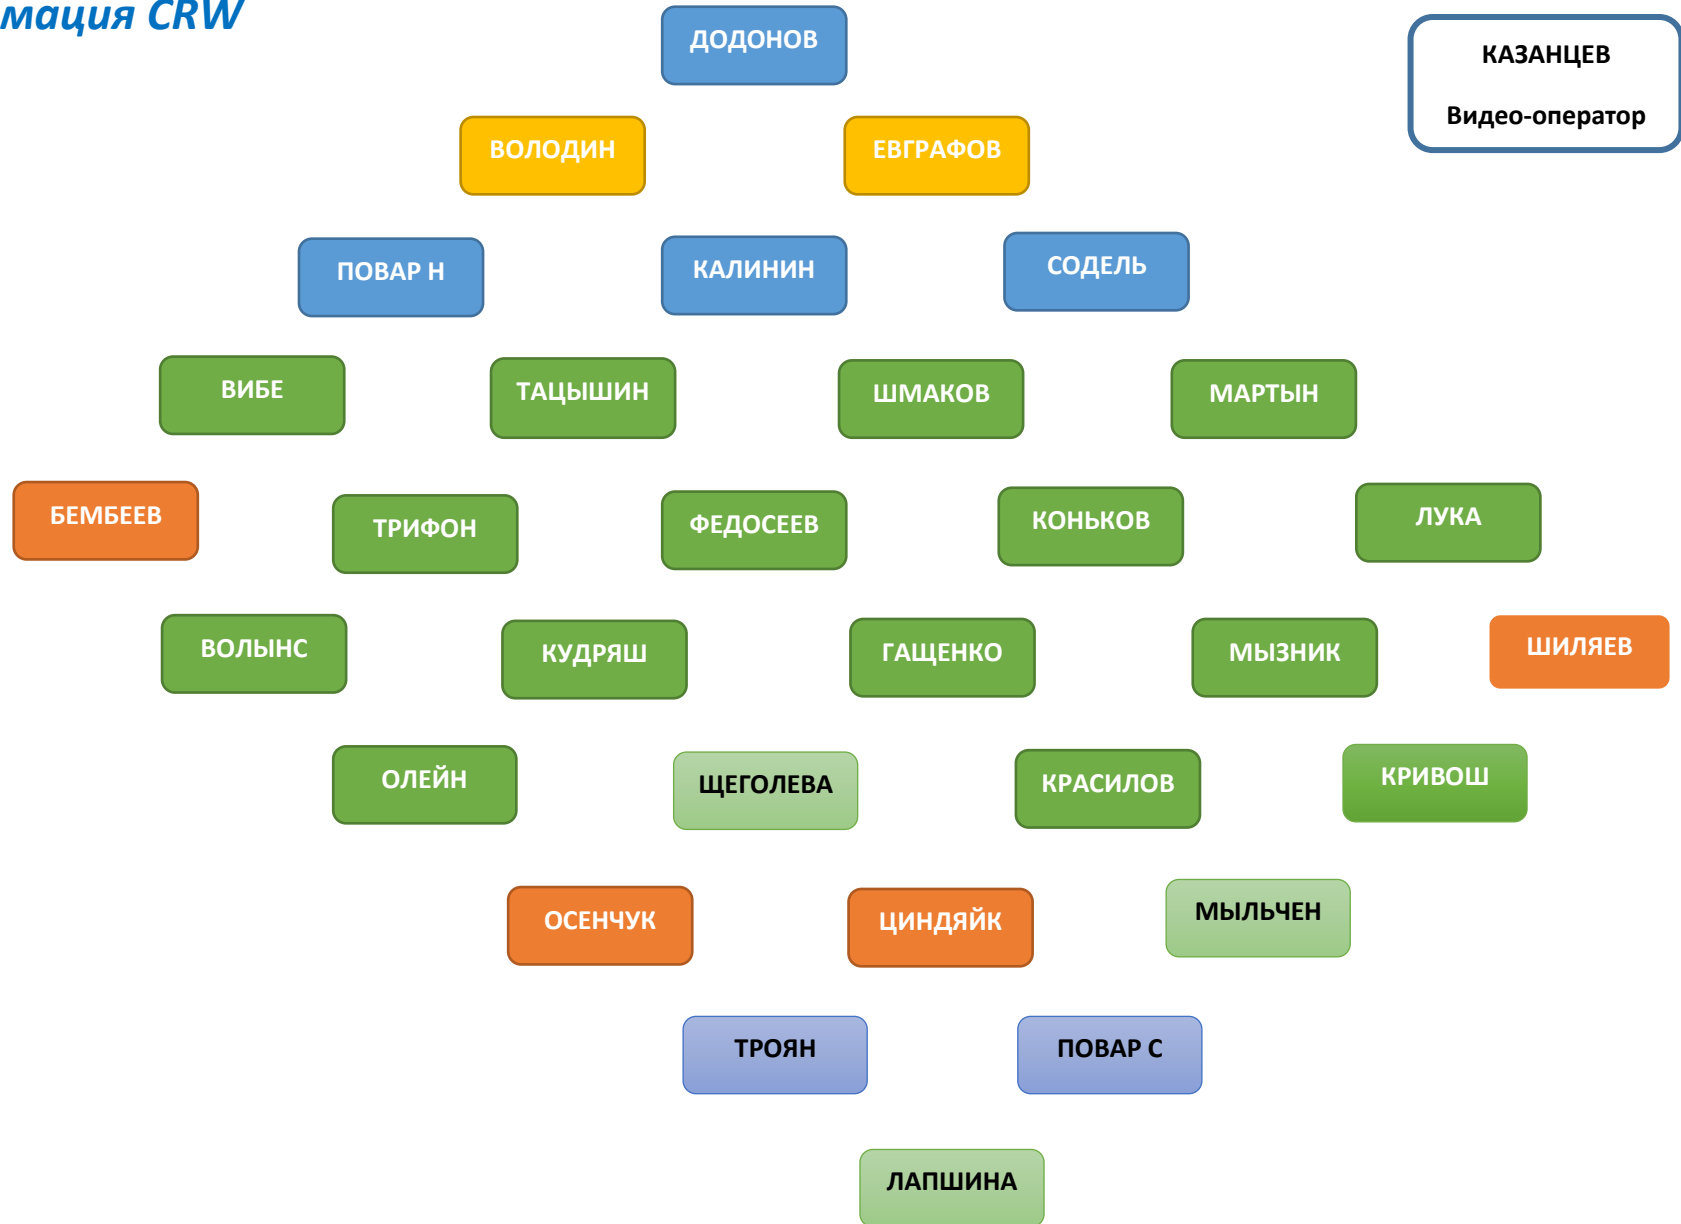 мация CRW
ДОДОНОВ
КАЗАНЦЕВ
Видео-оператор
ВОЛОДИН
ЕВГРАФОВ
ПОВАР Н
КАЛИНИН
СОДЕЛЬ
ВИБЕ
ТАЦЫШИН
ШМАКОВ
МАРТЫН
БЕМБЕЕВ
ТРИФОН
ФЕДОСЕЕВ
КОНЬКОВ
ЛУКА
ВОЛЫНС
КУДРЯШ
ГАЩЕНКО
МЫЗНИК
ШИЛЯЕВ
ОЛЕЙН
ЩЕГОЛЕВА
КРАСИЛОВ
КРИВОШ
ОСЕНЧУК
ЦИНДЯЙК
МЫЛЬЧЕН
ТРОЯН
ПОВАР С
ЛАПШИНА